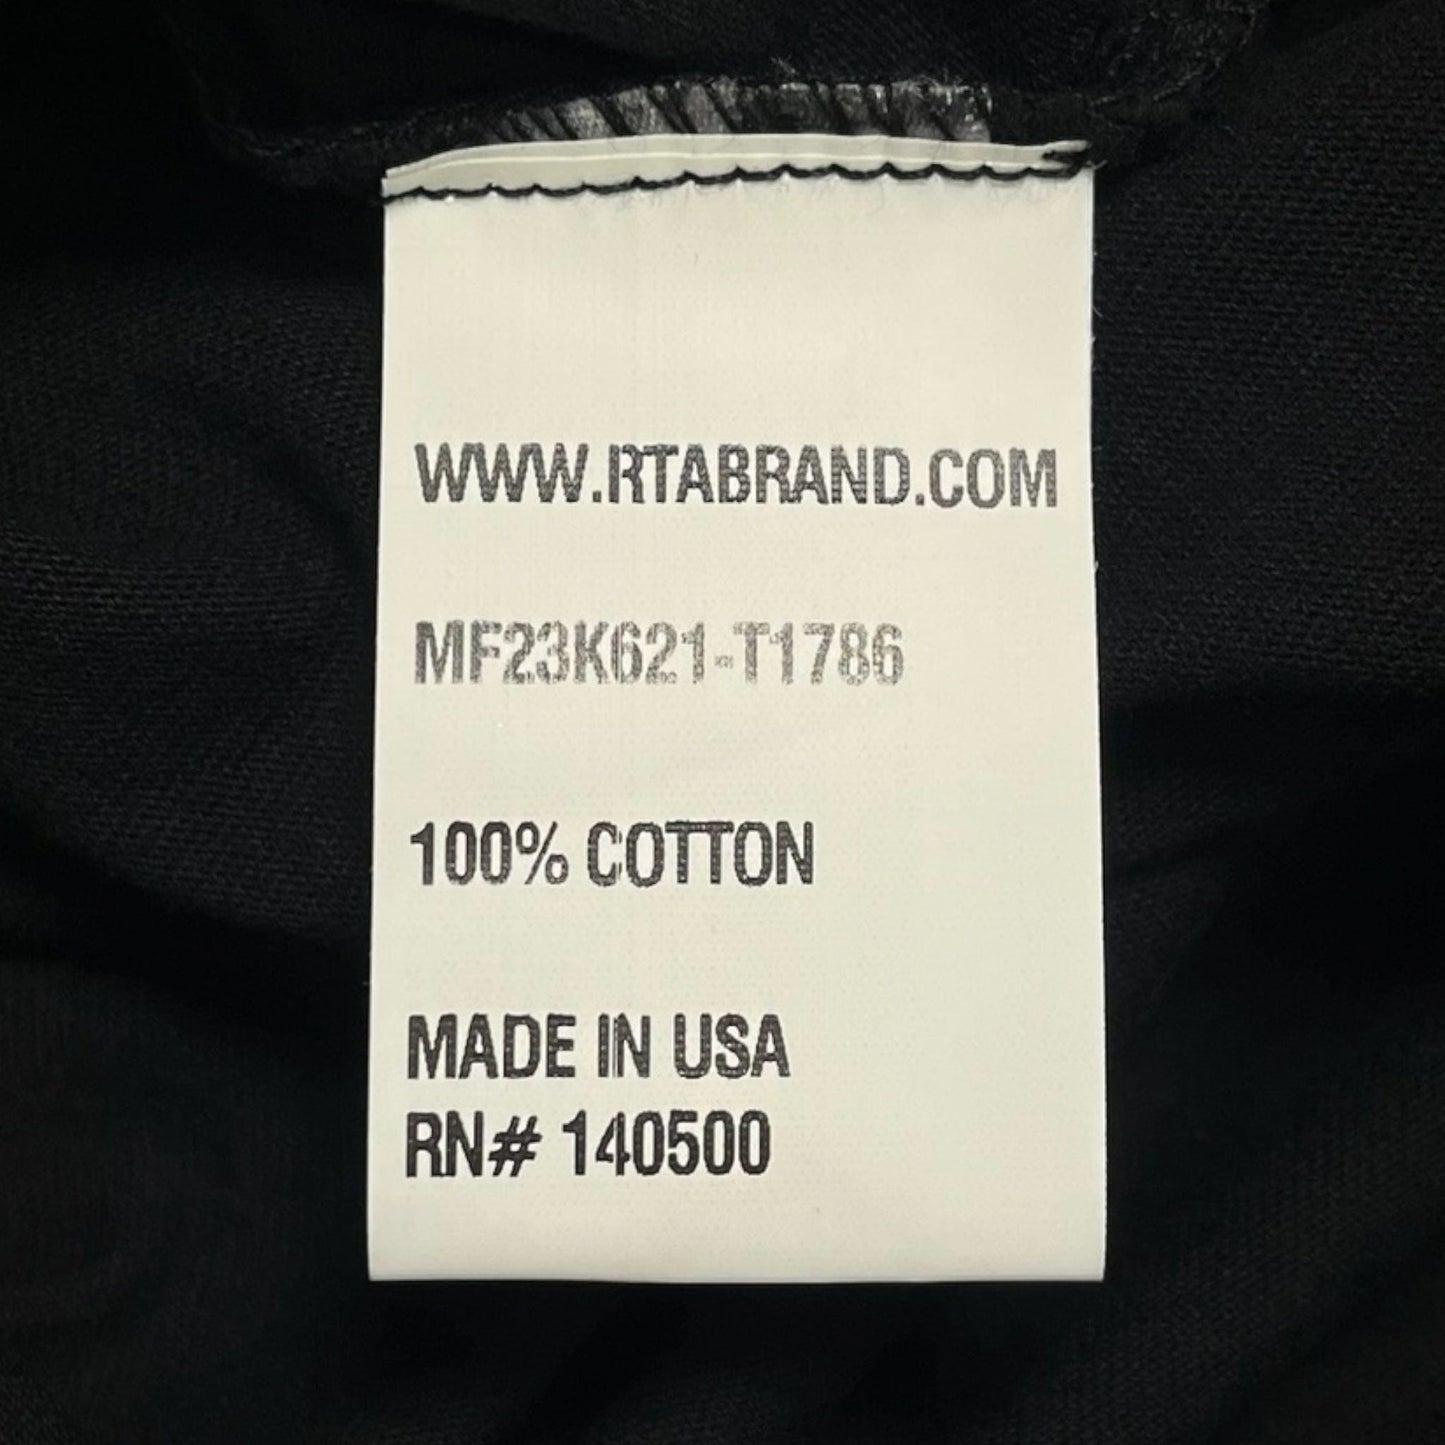 WWW.RTABRAND.COM
MF23K621-T1786
100% COTTON
MADE IN USA
RN# 140500